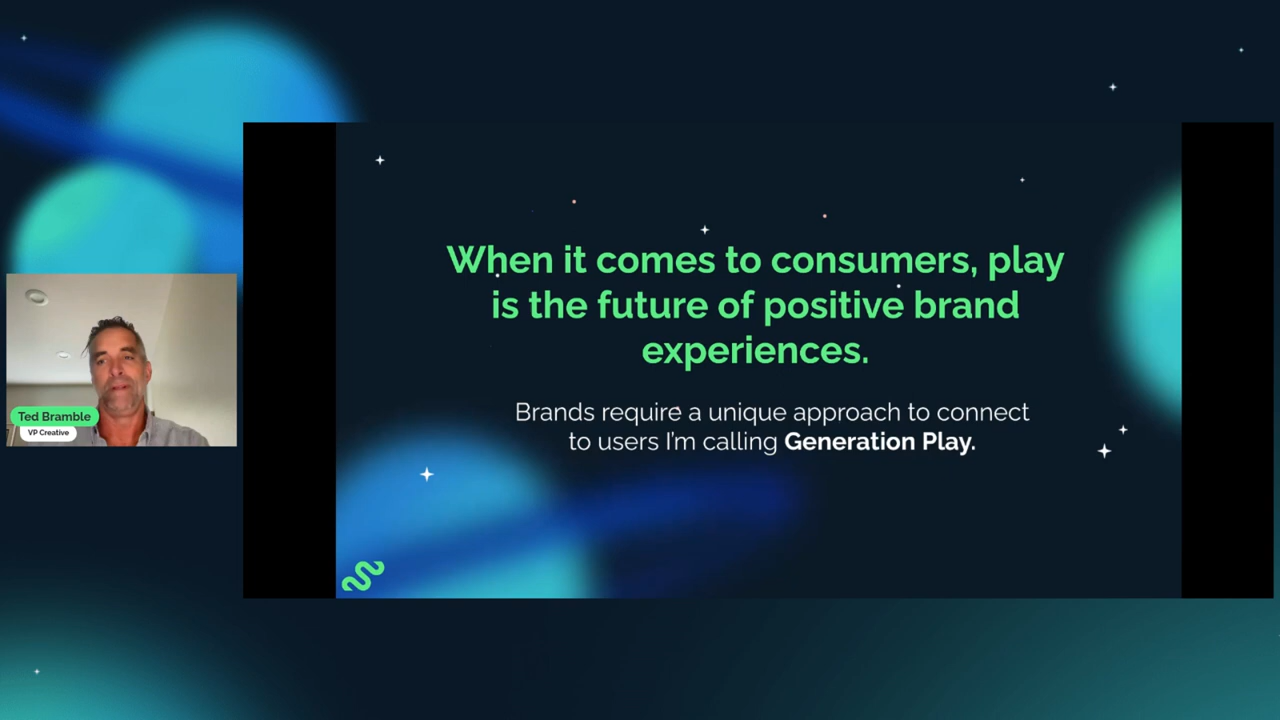 When it comes to consumers, play
is the future of positive brand
experiences.
Brands require a unique approach to connect
to users I'm calling Generation Play.
Ted Bramble
VP Creative